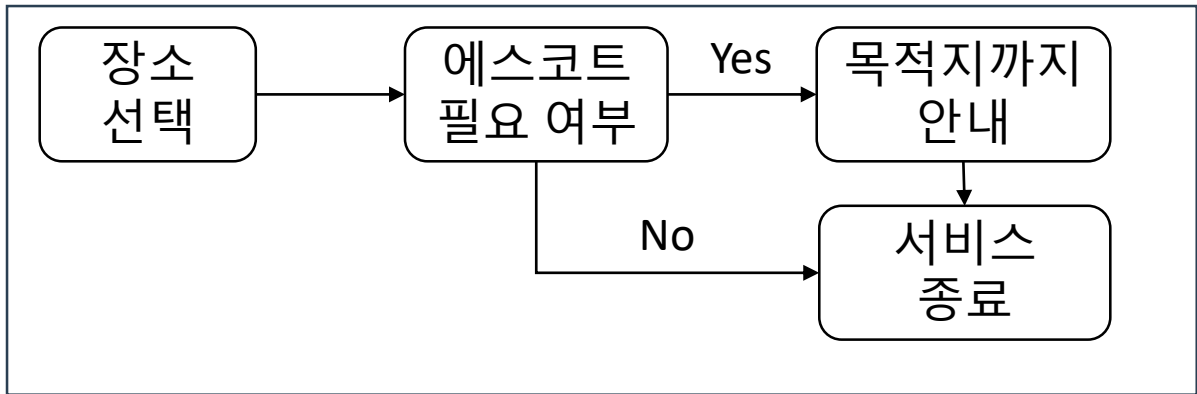 장소
선택
에스코트
필요 여부
Yes
목적지까지
안내
No
서비스
종료